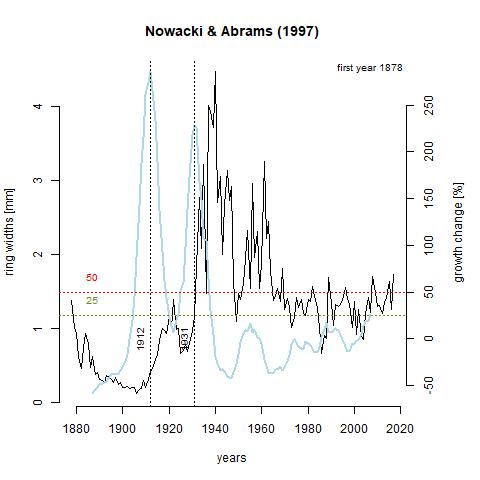 Nowacki & Abrams (1997)
first year 1878
ring widths [mm]
4
3
2
1
0
250
200
150
100
50
0
-50
growth change [%]
50
25
1912
1931
1880 1900 1920 1940 1960 1980 2000 2020
years